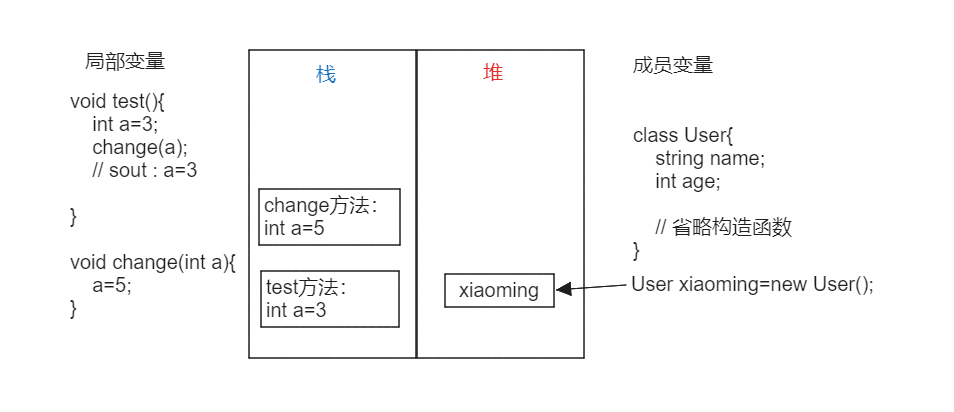 局部变量
void test(){
int a=3;
change(a);
// sout : a=3
}
void change(int a){
a=5;
}
栈
change方法：
int a=5
test方法：
int a=3
堆
xiaoming
成员变量
class User{
string name;
int age;
// 省略构造函数
}
User xiaoming=new User();